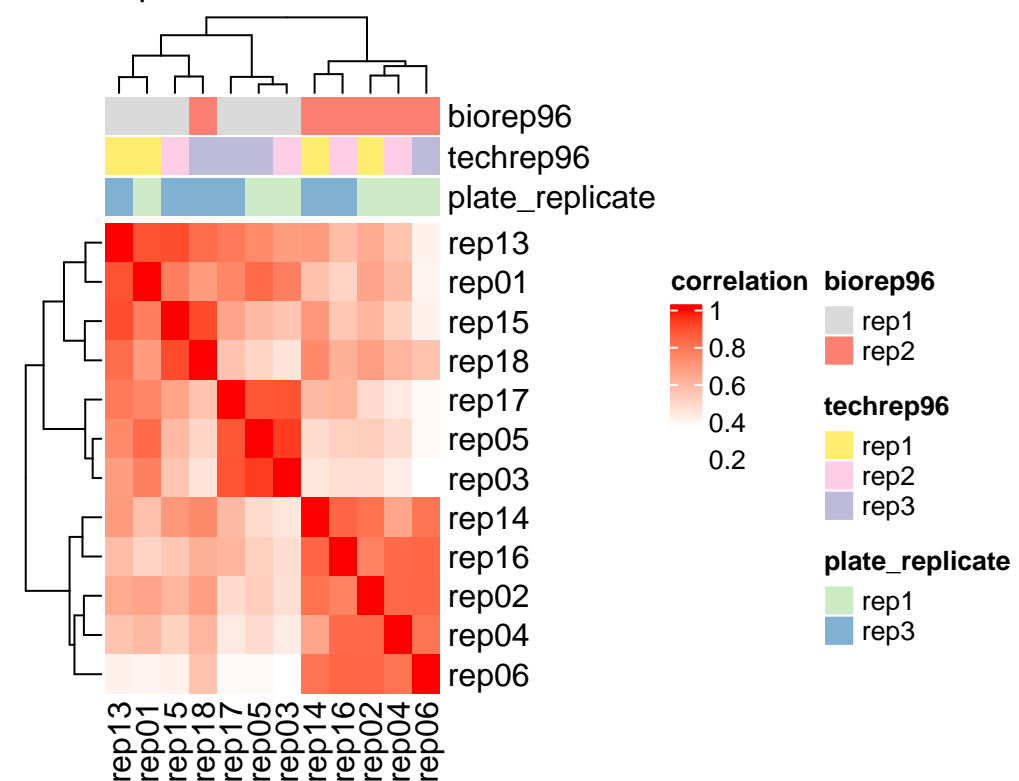 biorep96
techrep96
plate_replicate
rep13
rep01
rep15
rep18
rep17
rep05
rep03
rep14
rep16
rep02
rep04
rep06
rep13 rep01 rep15 rep18 rep17 rep05 rep03 rep14 rep16 rep02 rep04 rep06
correlation
1
0.8
0.6
0.4
0.2
biorep96
rep1
rep2
techrep96
rep1
rep2
rep3
plate_replicate
rep1
rep3